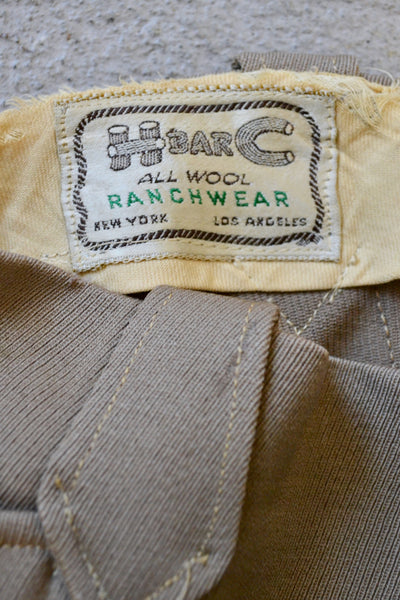 H BAR C
ALL WOOL
RANCHWEAR
NEW YORK LOS ANGELES